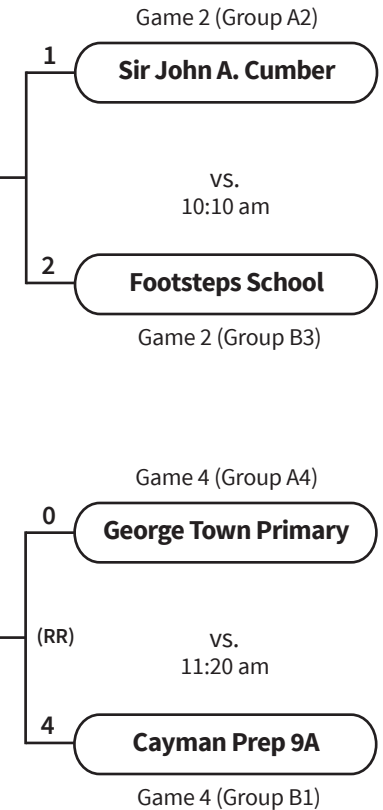 Game 2 (Group A2)
1
Sir John A. Cumber
vs.
10:10 am
2
Footsteps School
Game 2 (Group B3)
Game 4 (Group A4)
0
George Town Primary
(RR)
vs.
11:20 am
4
Cayman Prep 9A
Game 4 (Group B1)